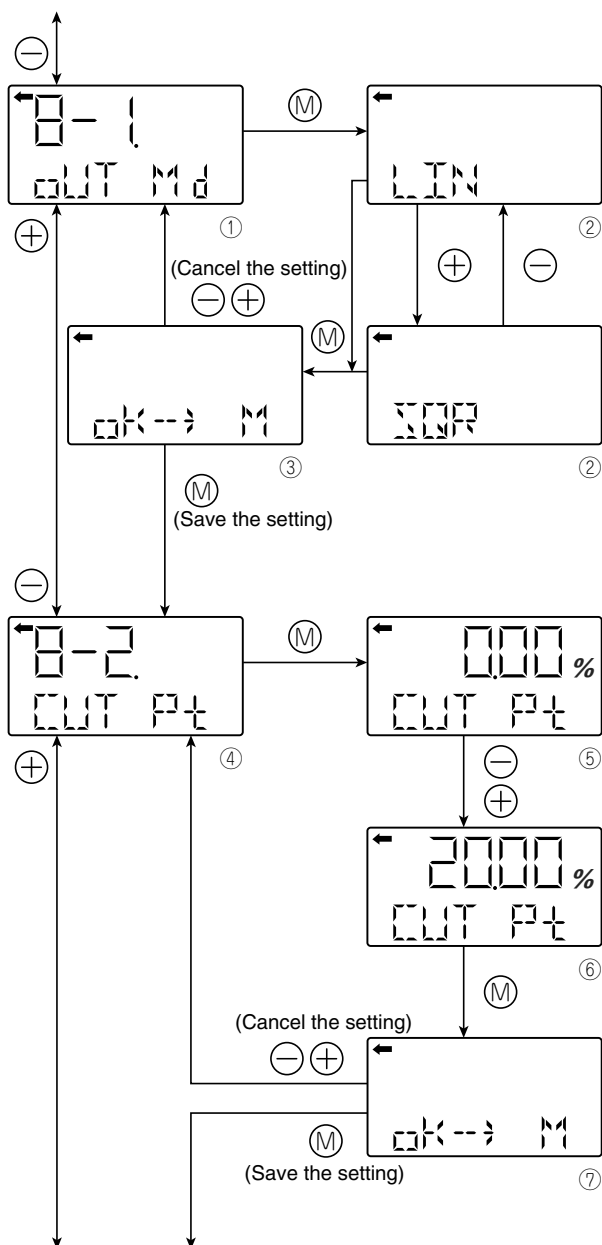 ⊖
8-1.
oUT Md
①
Ⓜ
LIN
②
⊕
(Cancel the setting)
⊖ ⊕
⊕
⊖
Ⓜ
oK--› M
③
SQR
②
Ⓜ
(Save the setting)
⊖
8-2.
CUT Pt
④
Ⓜ
0.00 %
CUT Pt
⑤
⊕
⊖
⊕
20.00 %
CUT Pt
⑥
Ⓜ
(Cancel the setting)
⊖ ⊕
Ⓜ
(Save the setting)
oK--› M
⑦